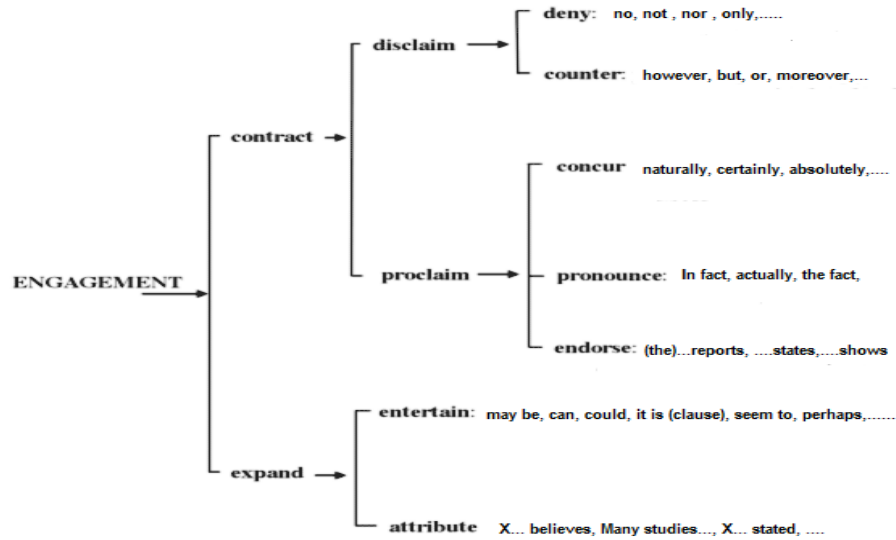 deny: no, not , nor , only,.....
disclaim
counter: however, but, or, moreover,...
contract
concur naturally, certainly, absolutely,....
ENGAGEMENT
proclaim
pronounce: In fact, actually, the fact,
endorse: (the)...reports, ....states,....shows
entertain: may be, can, could, it is (clause), seem to, perhaps,......
expand
attribute X... believes, Many studies..., X... stated, ....